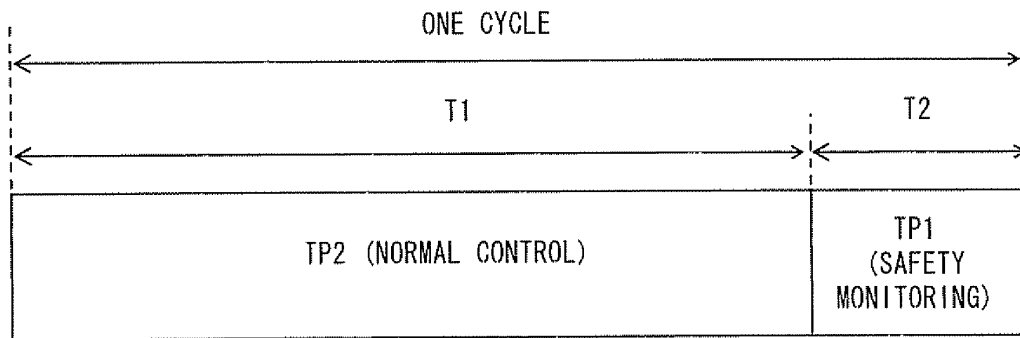 ONE CYCLE
T1
T2
TP2 (NORMAL CONTROL)
TP1
(SAFETY
MONITORING)